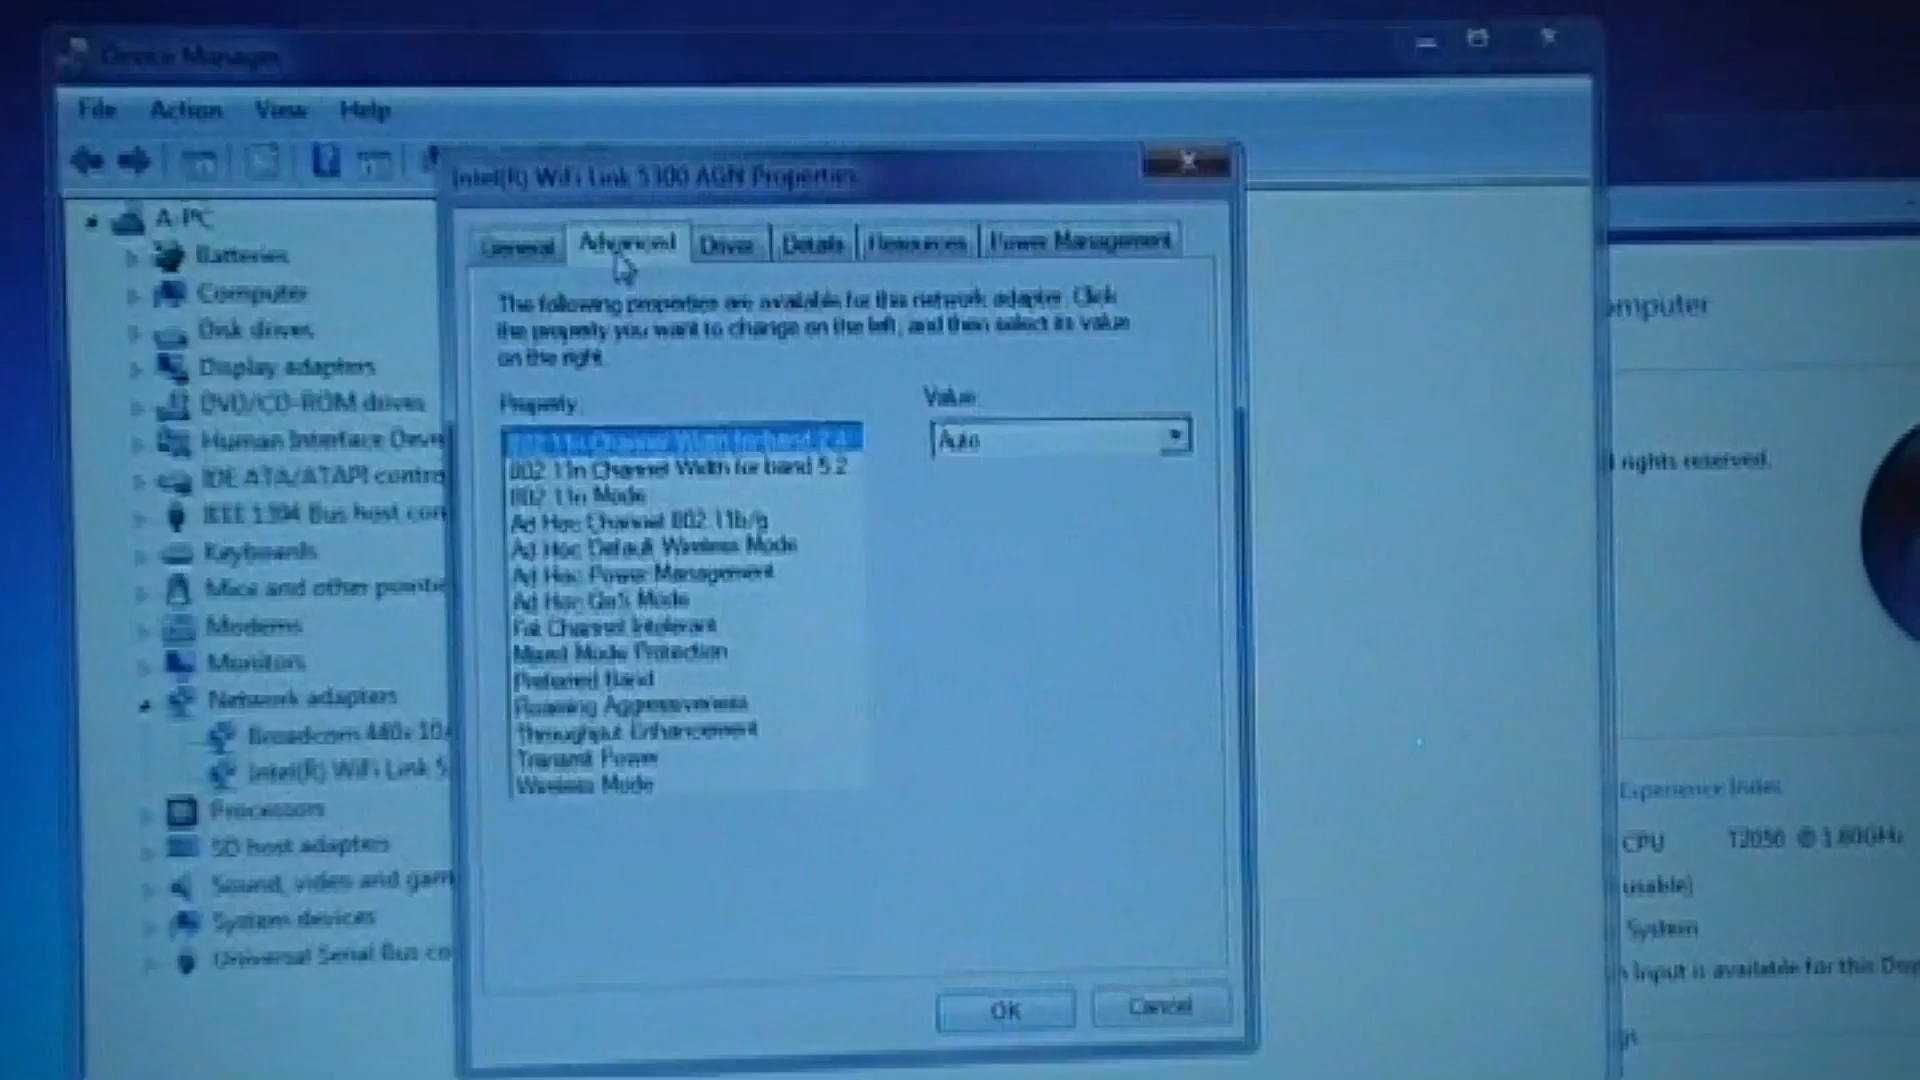 Device Manager
File Action View Help
A-PC
Batteries
Computer
Disk drives
Display adapters
DVD/CD-ROM drives
Human Interface Devi
IDE ATA/ATAPI contro
IEEE 1394 Bus host con
Keyboards
Mice and other pointi
Modems
Monitors
Network adapters
Broadcom 440x 10/
Intel(R) WiFi Link 5
Processors
SD host adapters
Sound, video and gam
System devices
Universal Serial Bus co
Intel(R) WiFi Link 5300 AGN Properties
General Advanced Driver Details Resources Power Management
The following properties are available for this network adapter. Click
the property you want to change on the left, and then select its value
on the right.
Property:
Value:
802.11n Channel Width for band 2.4
Auto
802.11n Channel Width for band 5.2
802.11n Mode
Ad Hoc Channel 802.11b/g
Ad Hoc Default Wireless Mode
Ad Hoc Power Management
Ad Hoc QoS Mode
Fat Channel Intolerant
Mixed Mode Protection
Preferred Band
Roaming Aggressiveness
Throughput Enhancement
Transmit Power
Wireless Mode
OK Cancel
omputer
rights reserved.
Experience Index
CPU T2050 @ 1.60GHz
usable)
System
Input is available for this Disp